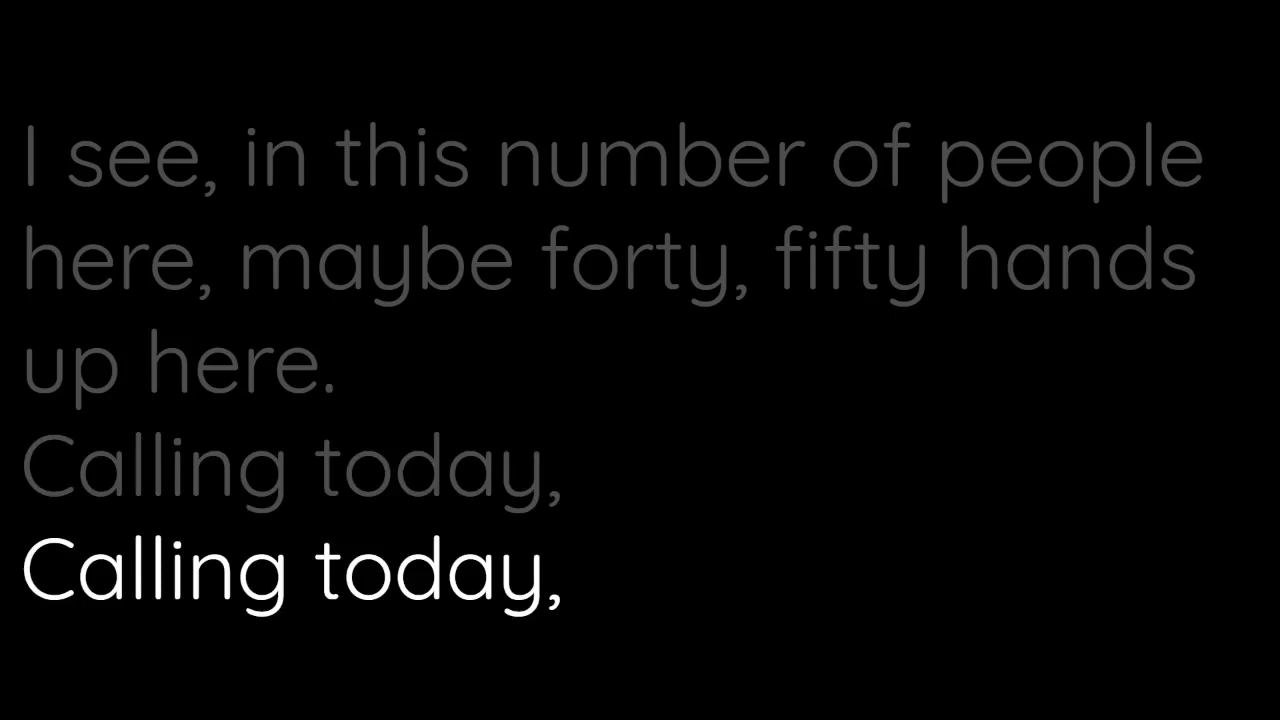 I see, in this number of people
here, maybe forty, fifty hands
up here.
Calling today,
Calling today,